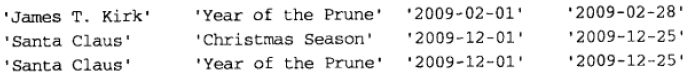 'James T. Kirk' 'Year of the Prune' '2009-02-01' '2009-02-28'
'Santa Claus' 'Christmas Season' '2009-12-01' '2009-12-25'
'Santa Claus' 'Year of the Prune' '2009-12-01' '2009-12-25'